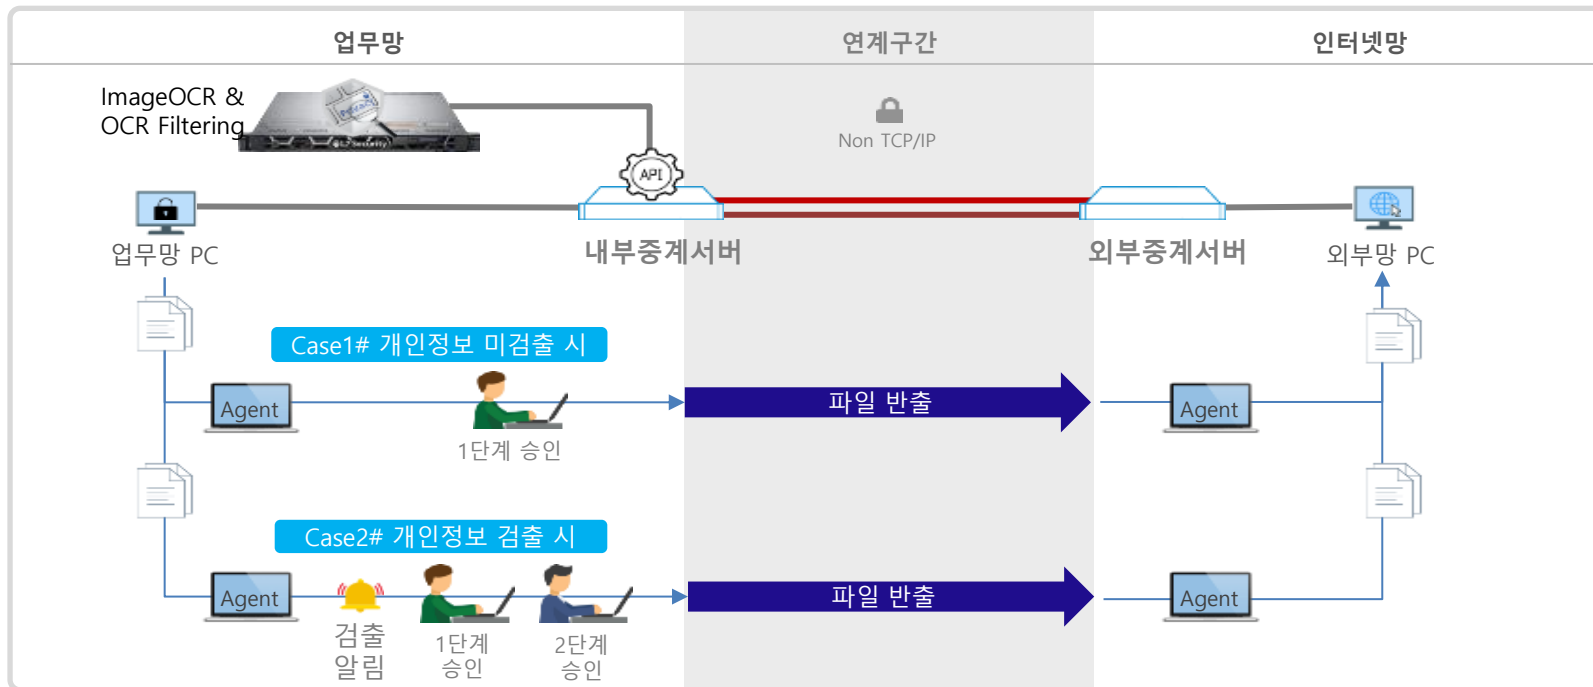 업무망
연계구간
인터넷망
ImageOCR &
OCR Filtering
Privacy
Security
Non TCP/IP
API
업무망 PC
내부중계서버
외부중계서버
외부망 PC
Case1# 개인정보 미검출 시
Agent
1단계 승인
파일 반출
Agent
Case2# 개인정보 검출 시
Agent
검출
알림
1단계
승인
2단계
승인
파일 반출
Agent